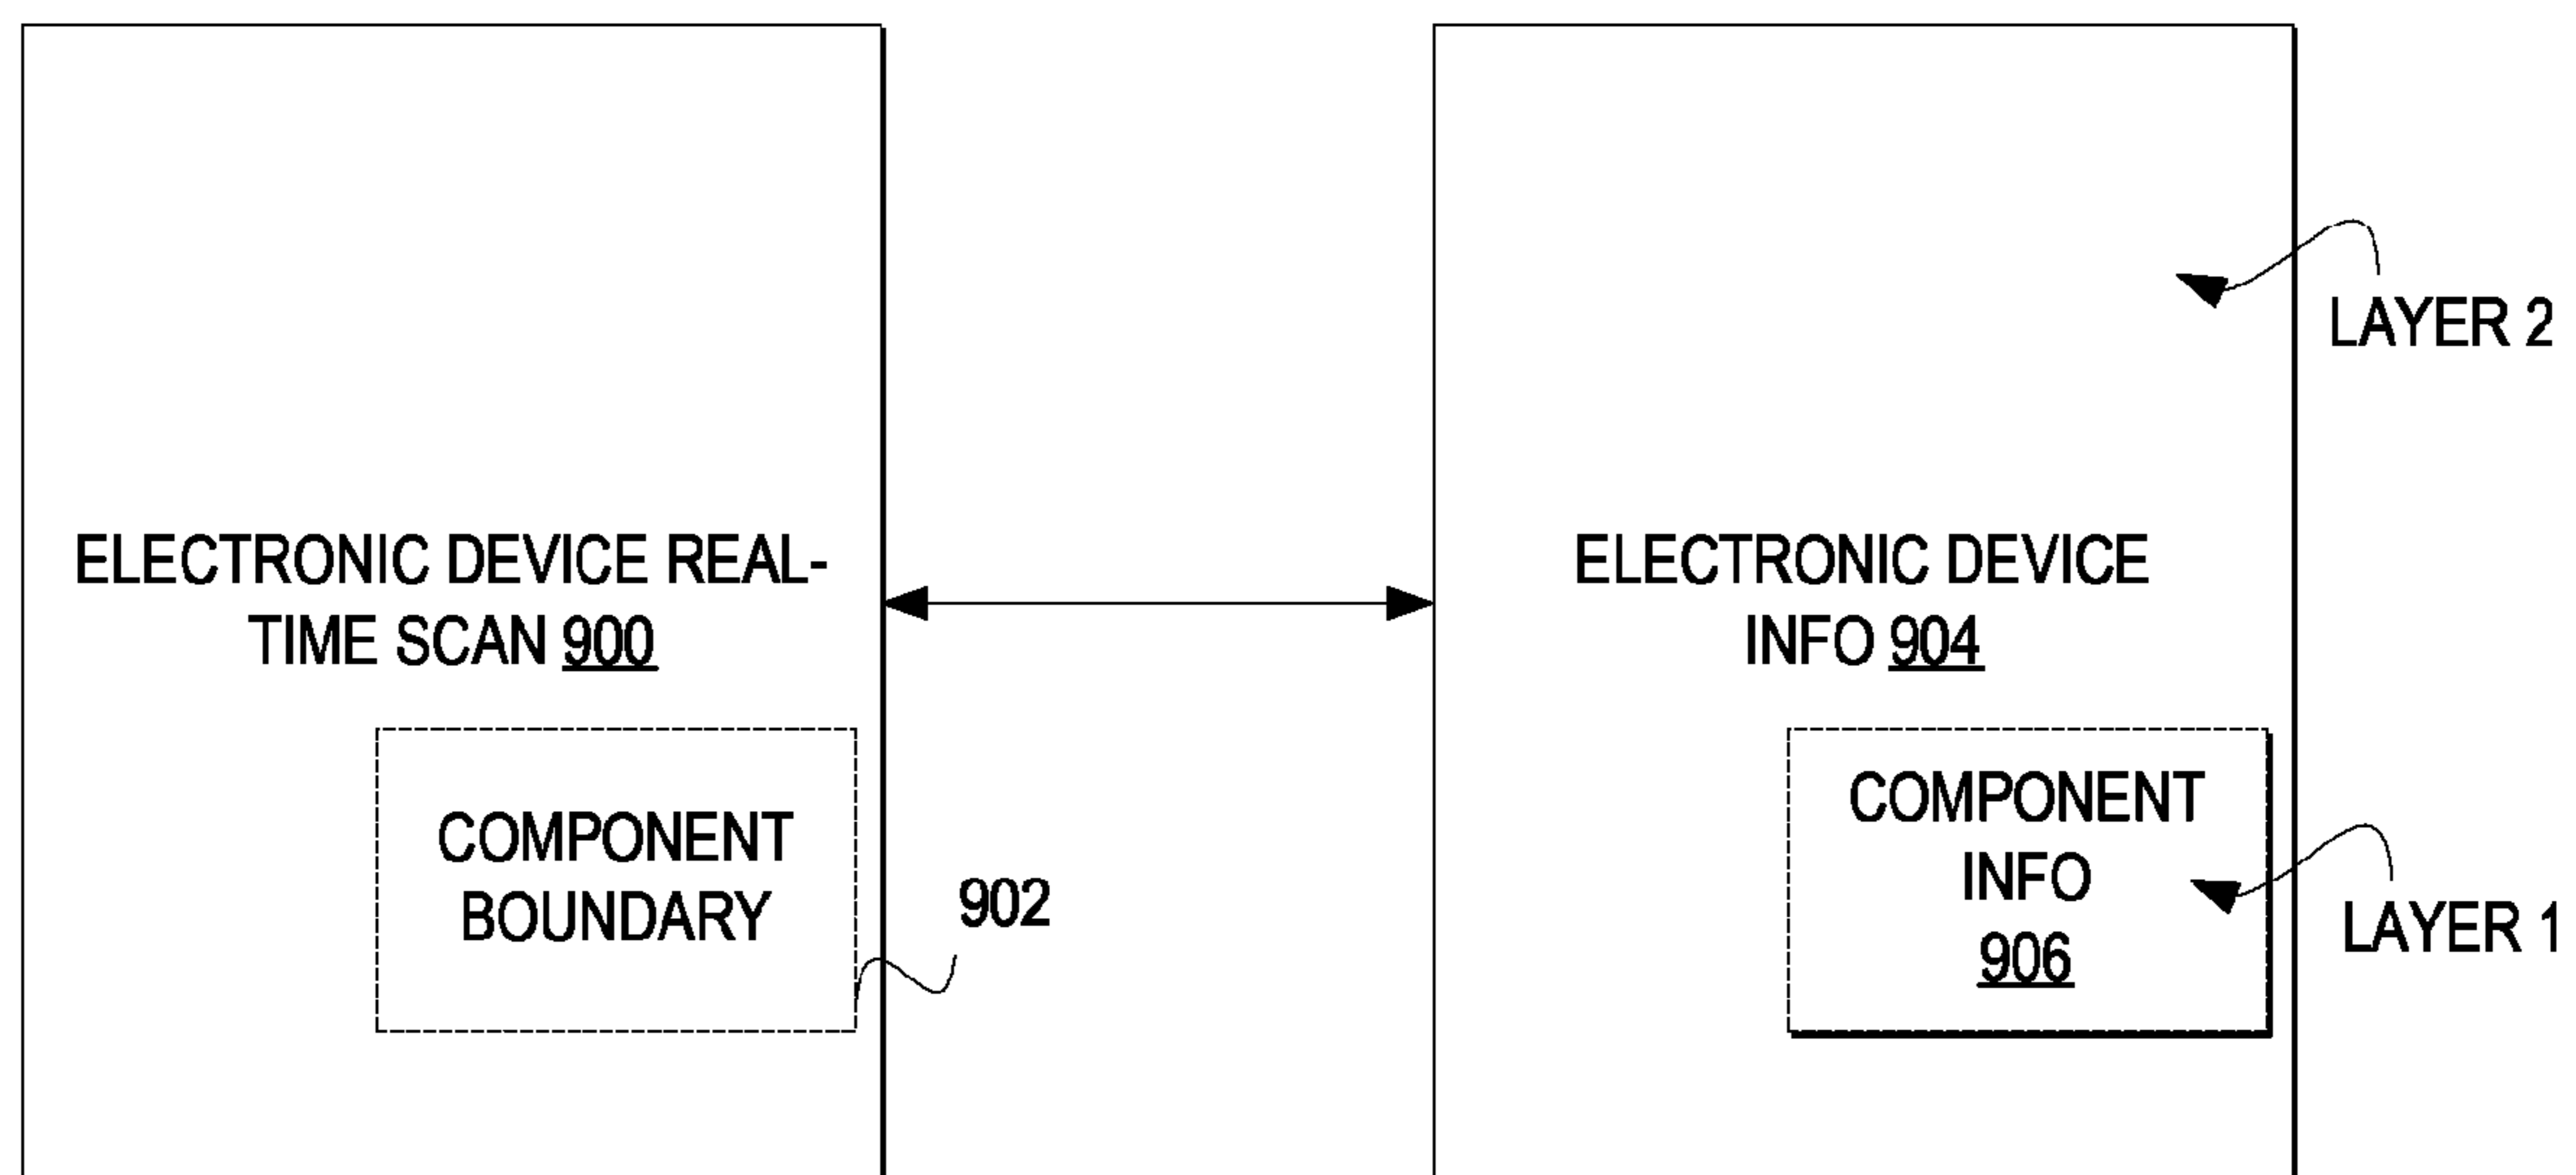 ELECTRONIC DEVICE REAL-
TIME SCAN 900
COMPONENT
BOUNDARY
902
ELECTRONIC DEVICE
INFO 904
COMPONENT
INFO
906
LAYER 2
LAYER 1